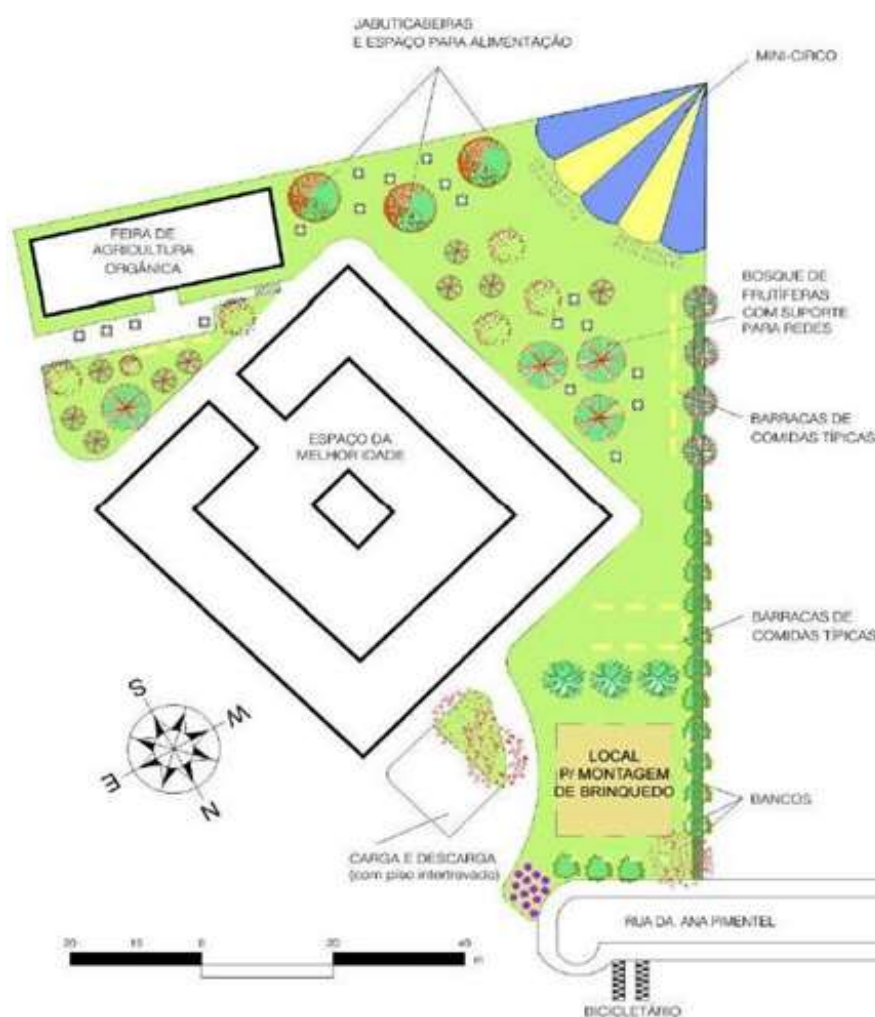 JABUTICABEIRAS
E ESPAÇO PARA ALIMENTAÇÃO
MINI-CIRCO
FEIRA DE
AGRICULTURA
ORGÂNICA
BOSQUE DE
FRUTÍFERAS
COM SUPORTE
PARA REDES
BARRACAS DE
COMIDAS TÍPICAS
ESPAÇO DA
MELHOR IDADE
BARRACAS DE
COMIDAS TÍPICAS
S
W
E
N
LOCAL
P/ MONTAGEM
DE BRINQUEDO
BANCOS
CARGA E DESCARGA
(com piso intertravado)
RUA DA. ANA PIMENTEL
20 10 0 20 40
m
BICICLETÁRIO